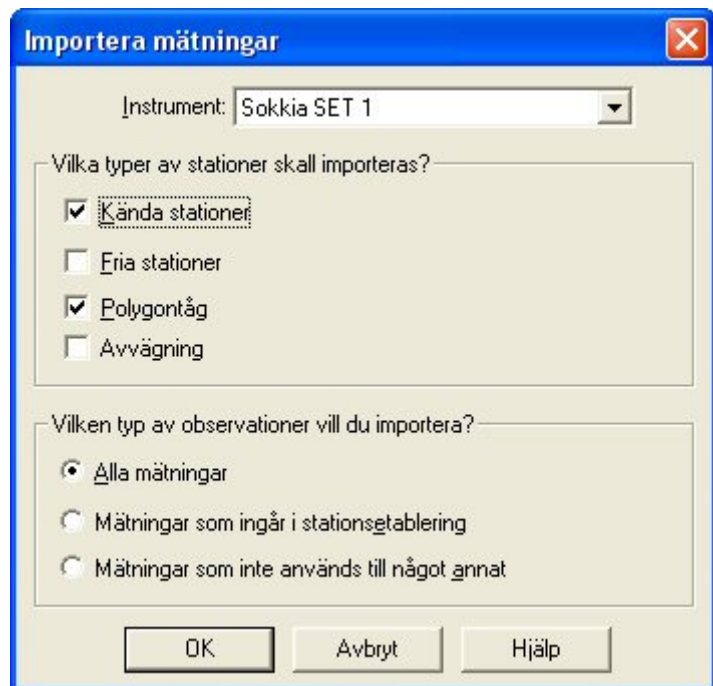 Importera mätningar
Instrument: Sokkia SET 1
Vilka typer av stationer skall importeras?
Kända stationer
Fria stationer
Polygontåg
Avvägning
Vilken typ av observationer vill du importera?
Alla mätningar
Mätningar som ingår i stationsetablering
Mätningar som inte används till något annat
OK Avbryt Hjälp